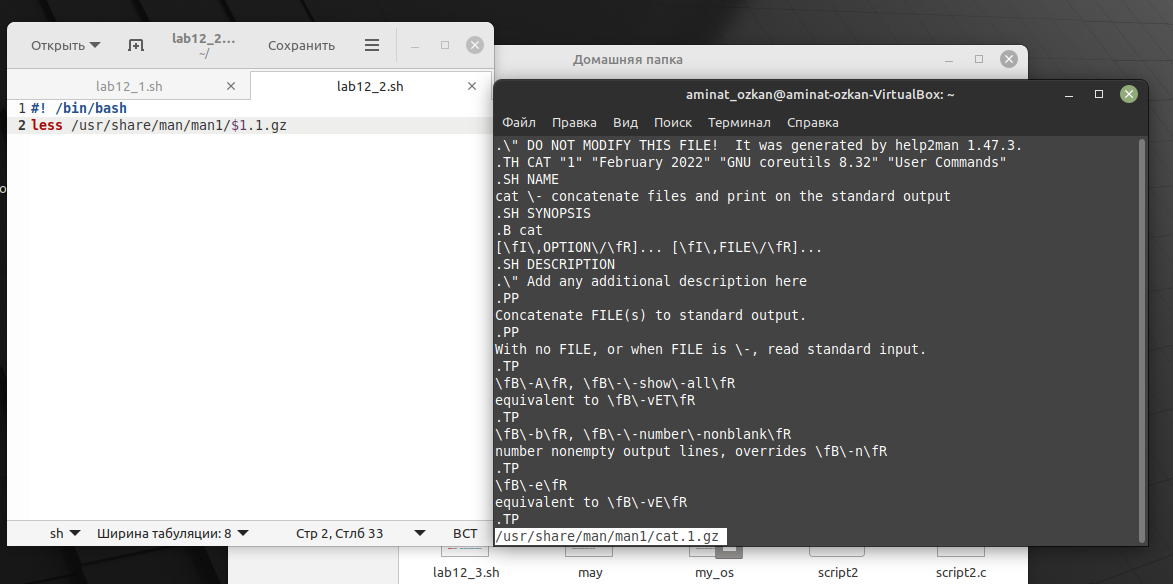 Открыть
lab12_2...
~/
Сохранить
lab12_1.sh
lab12_2.sh
1 #! /bin/bash
2 less /usr/share/man/man1/$1.1.gz
sh
Ширина табуляции: 8
Стр 2, Стлб 33
ВСТ
Домашняя папка
aminat_ozkan@aminat-ozkan-VirtualBox: ~
Файл Правка Вид Поиск Терминал Справка
.\" DO NOT MODIFY THIS FILE!  It was generated by help2man 1.47.3.
.TH CAT "1" "February 2022" "GNU coreutils 8.32" "User Commands"
.SH NAME
cat \- concatenate files and print on the standard output
.SH SYNOPSIS
.B cat
[\fI\,OPTION\/\fR]... [\fI\,FILE\/\fR]...
.SH DESCRIPTION
.\" Add any additional description here
.PP
Concatenate FILE(s) to standard output.
.PP
With no FILE, or when FILE is \-, read standard input.
.TP
\fB\-A\fR, \fB\-\-show\-all\fR
equivalent to \fB\-vET\fR
.TP
\fB\-b\fR, \fB\-\-number\-nonblank\fR
number nonempty output lines, overrides \fB\-n\fR
.TP
\fB\-e\fR
equivalent to \fB\-vE\fR
.TP
/usr/share/man/man1/cat.1.gz
lab12_3.sh
may
my_os
script2
script2.c